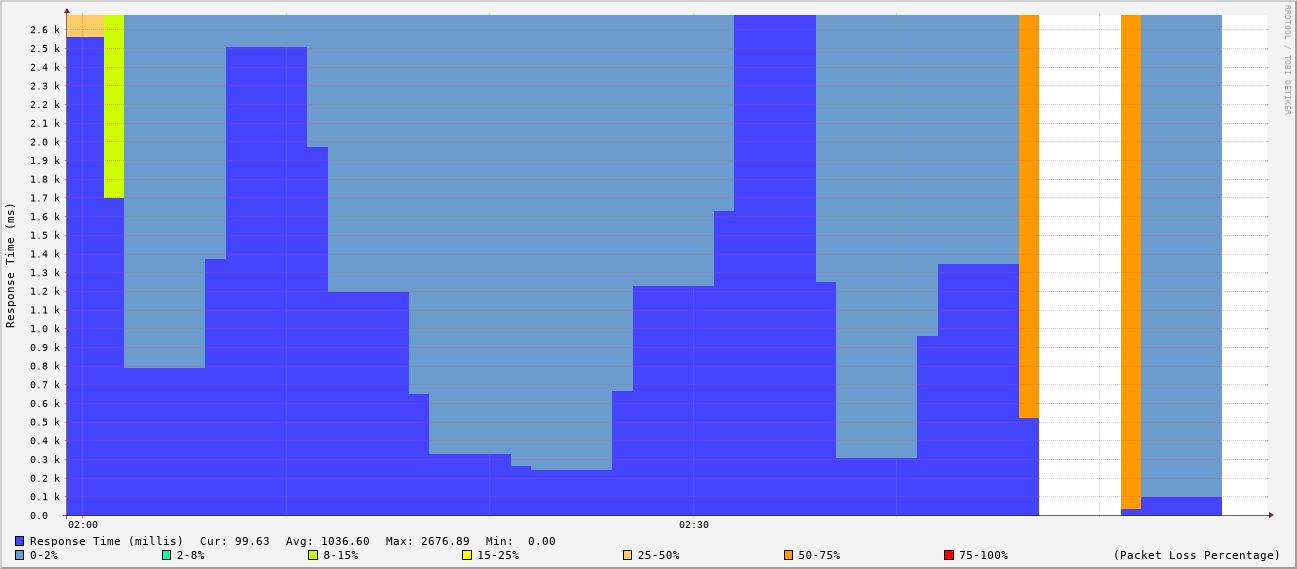 RRDTOOL / TOBI OETIKER
Response Time (ms)
2.6 k
2.5 k
2.4 k
2.3 k
2.2 k
2.1 k
2.0 k
1.9 k
1.8 k
1.7 k
1.6 k
1.5 k
1.4 k
1.3 k
1.2 k
1.1 k
1.0 k
0.9 k
0.8 k
0.7 k
0.6 k
0.5 k
0.4 k
0.3 k
0.2 k
0.1 k
0.0
02:00 02:30
Response Time (millis) Cur: 99.63 Avg: 1036.60 Max: 2676.89 Min: 0.00
0-2% 2-8% 8-15% 15-25% 25-50% 50-75% 75-100% (Packet Loss Percentage)